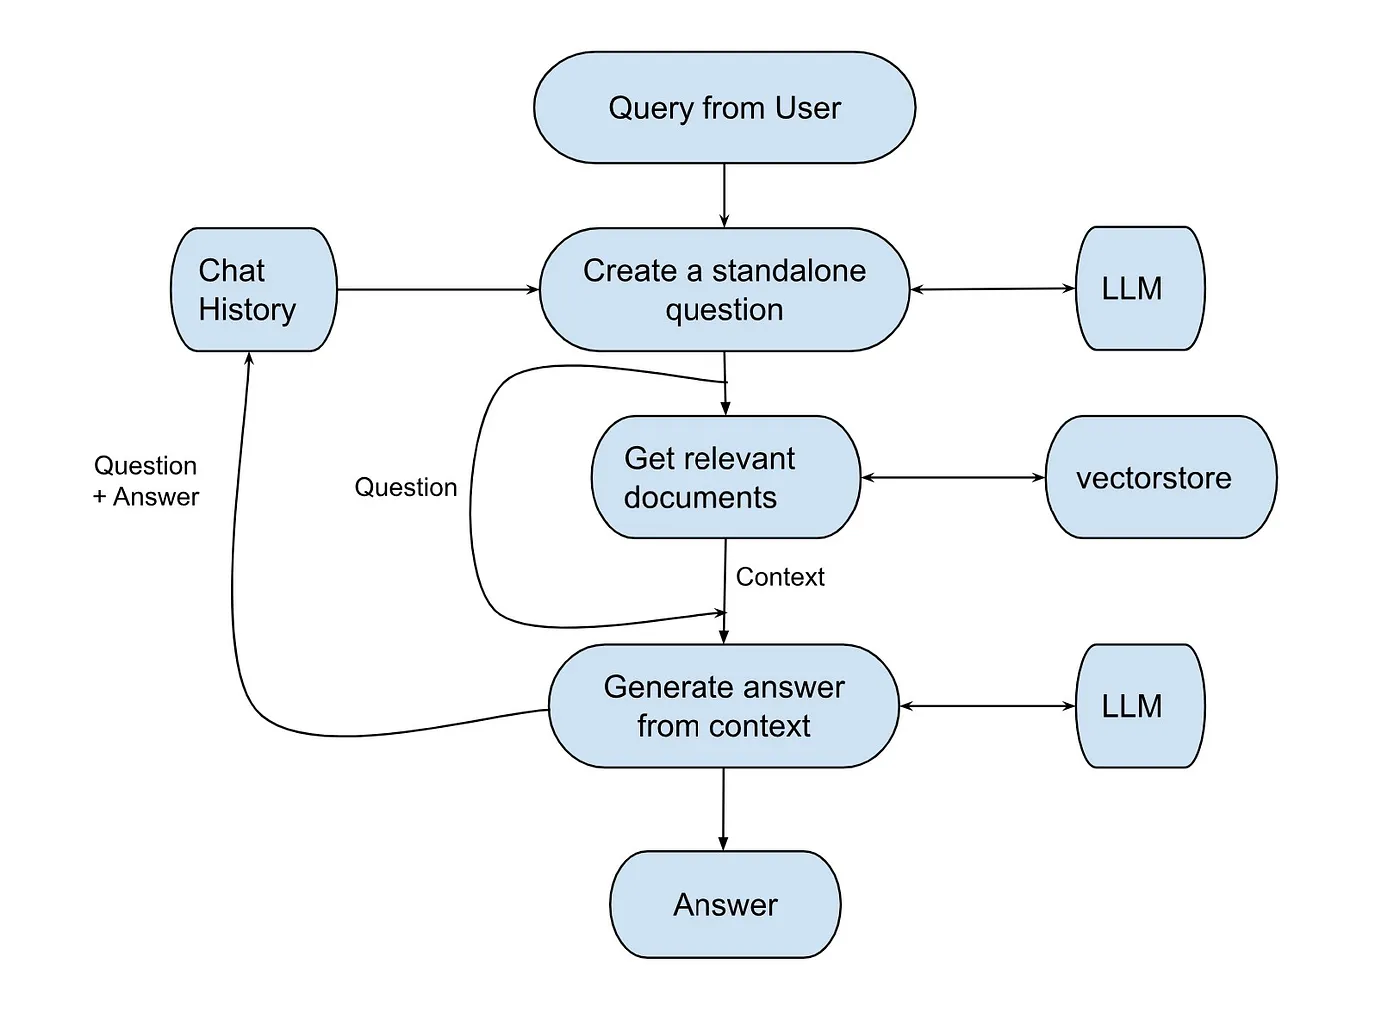 Query from User
Chat
History
Create a standalone
question
LLM
Question
+ Answer
Question
Get relevant
documents
vectorstore
Context
Generate answer
from context
LLM
Answer